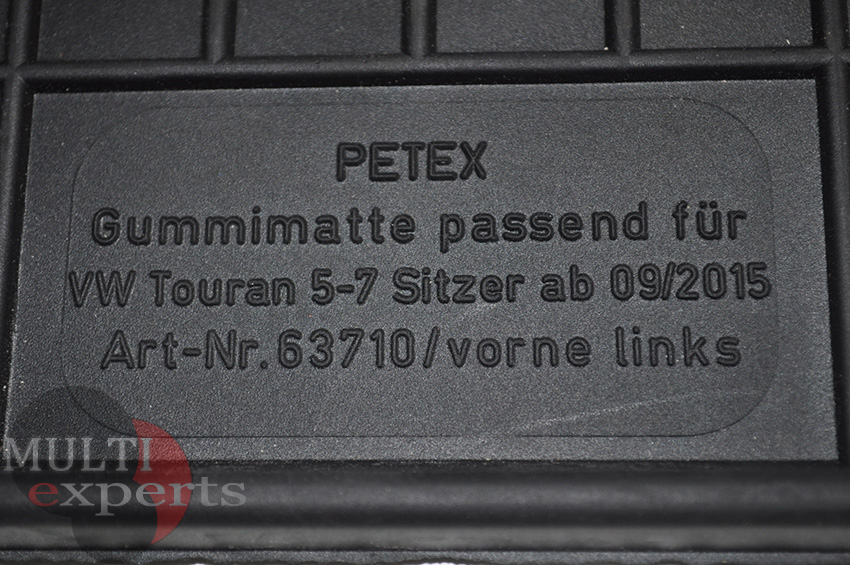 PETEX
Gummimatte passend für
VW Touran 5-7 Sitzer ab 09/2015
Art-Nr.63710/vorne links
MULTI
experts